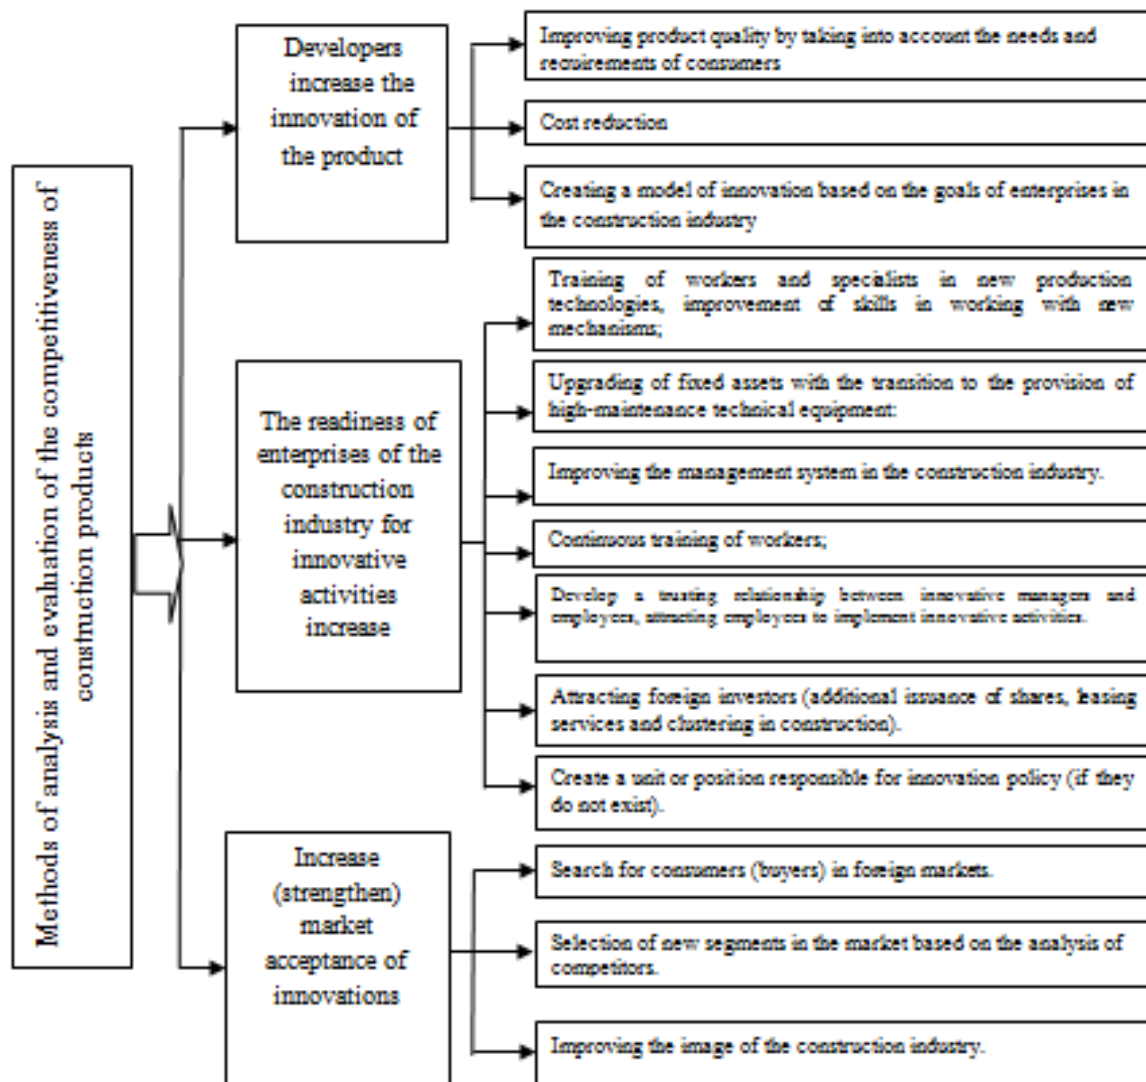 Methods of analysis and evaluation of the competitiveness of
construction products
Developers
increase the
innovation of
the product
Improving product quality by taking into account the needs and
requirements of consumers
Cost reduction
Creating a model of innovation based on the goals of enterprises in
the construction industry
The readiness of
enterprises of the
construction
industry for
innovative
activities
increase
Training of workers and specialists in new production
technologies, improvement of skills in working with new
mechanisms;
Upgrading of fixed assets with the transition to the provision of
high-maintenance technical equipment:
Improving the management system in the construction industry.
Continuous training of workers;
Develop a trusting relationship between innovative managers and
employees, attracting employees to implement innovative activities.
Attracting foreign investors (additional issuance of shares, leasing
services and clustering in construction).
Create a unit or position responsible for innovation policy (if they
do not exist).
Increase
(strengthen)
market
acceptance of
innovations
Search for consumers (buyers) in foreign markets.
Selection of new segments in the market based on the analysis of
competitors.
Improving the image of the construction industry.